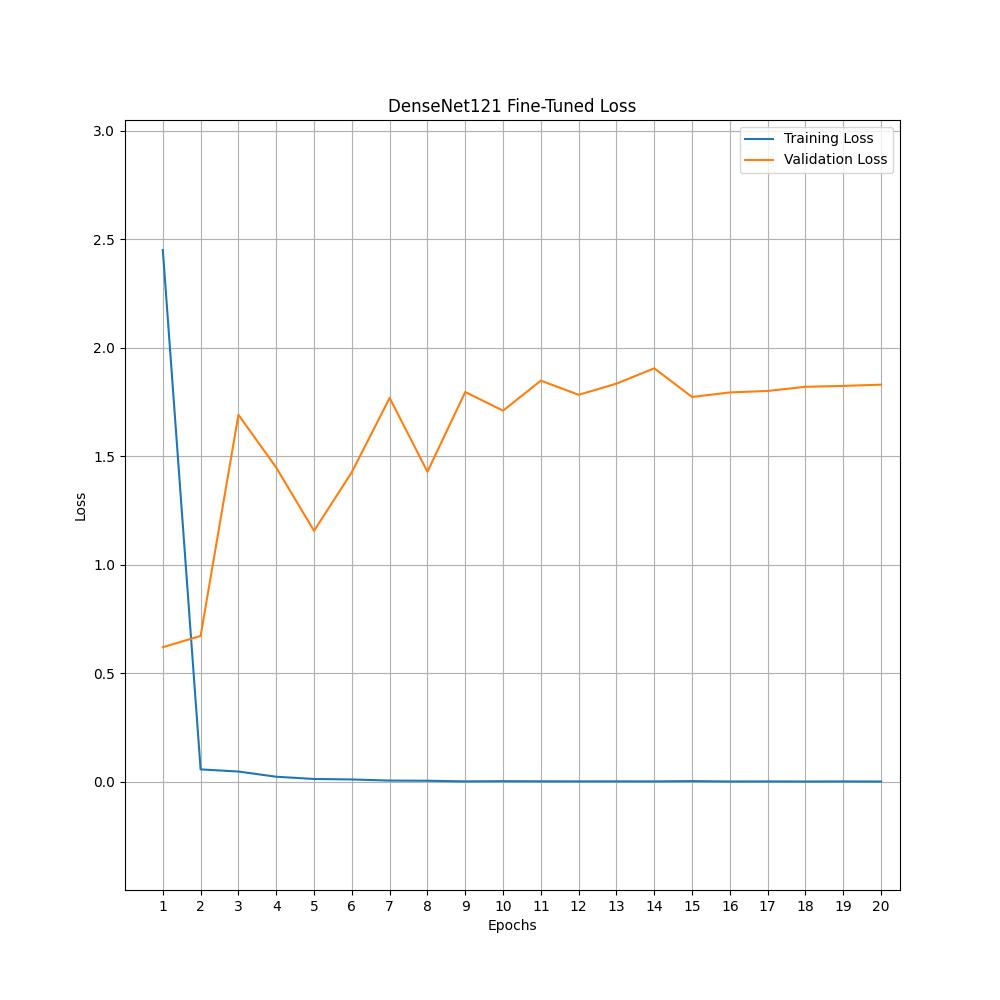 DenseNet121 Fine-Tuned Loss
Training Loss
Validation Loss
3.0
2.5
2.0
1.5
1.0
0.5
0.0
Loss
1 2 3 4 5 6 7 8 9 10 11 12 13 14 15 16 17 18 19 20
Epochs